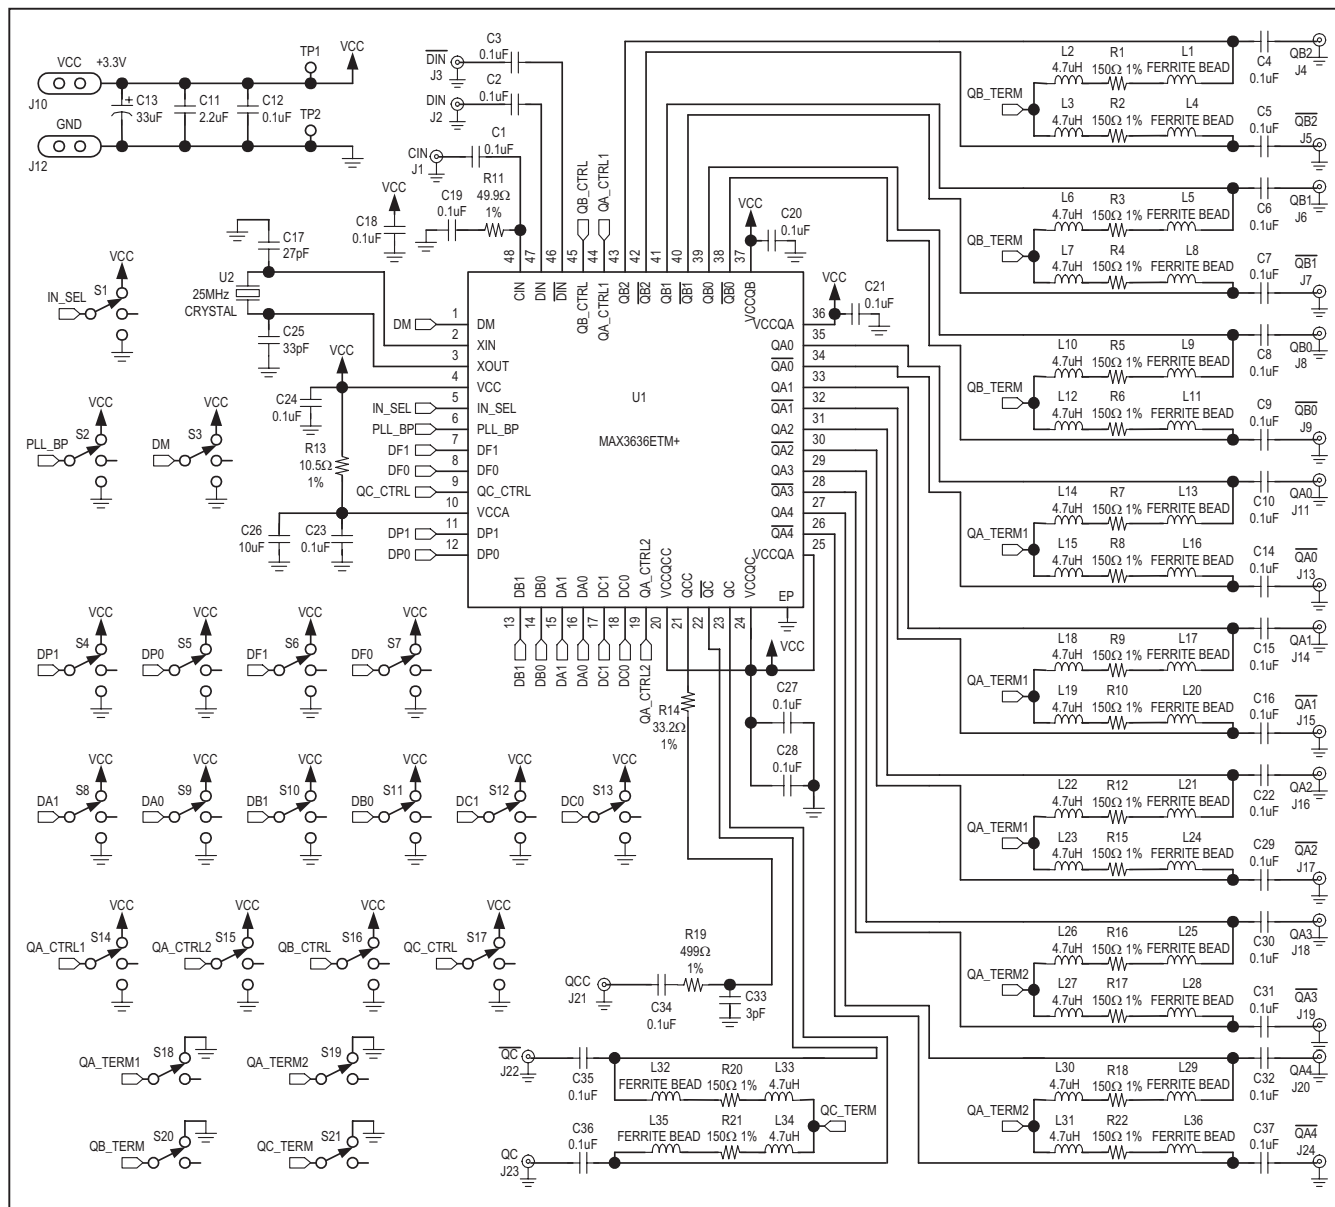 VCC +3.3V
J10
C13
33uF
C11
2.2uF
C12
0.1uF
TP1
VCC
GND
J12
TP2
C3
0.1uF
DIN
J3
C2
0.1uF
DIN
J2
C1
0.1uF
CIN
J1
R11
49.9Ω
1%
C19
0.1uF
VCC
C18
0.1uF
QB_CTRL
QA_CTRL1
VCC
C20
0.1uF
VCC
C21
0.1uF
C17
27pF
U2
25MHz
CRYSTAL
C25
33pF
VCC
S1
IN_SEL
VCC
S2
PLL_BP
VCC
S3
DM
VCC
C24
0.1uF
R13
10.5Ω
1%
C26
10uF
C23
0.1uF
48 47 46 45 44 43 42 41 40 39 38 37
CIN DIN DIN QB_CTRL QA_CTRL1 QB2 QB2 QB1 QB1 QB0 QB0 VCCQB
U1
MAX3636ETM+
DM 1 DM
2 XIN
3 XOUT
4 VCC
IN_SEL 5 IN_SEL
PLL_BP 6 PLL_BP
DF1 7 DF1
DF0 8 DF0
QC_CTRL 9 QC_CTRL
10 VCCA
DP1 11 DP1
DP0 12 DP0
VCCQA 36
QA0 35
QA0 34
QA1 33
QA1 32
QA2 31
QA2 30
QA3 29
QA3 28
QA4 27
QA4 26
VCCQA 25
EP
DB1 DB0 DA1 DA0 DC1 DC0 QA_CTRL2 VCCQCC QCC QC QC VCCQC
13 14 15 16 17 18 19 20 21 22 23 24
DB1 DB0 DA1 DA0 DC1 DC0 QA_CTRL2
VCC
R14
33.2Ω
1%
C27
0.1uF
C28
0.1uF
VCC
S4
DP1
VCC
S5
DP0
VCC
S6
DF1
VCC
S7
DF0
VCC
S8
DA1
VCC
S9
DA0
VCC
S10
DB1
VCC
S11
DB0
VCC
S12
DC1
VCC
S13
DC0
VCC
S14
QA_CTRL1
VCC
S15
QA_CTRL2
VCC
S16
QB_CTRL
VCC
S17
QC_CTRL
S18
QA_TERM1
S19
QA_TERM2
S20
QB_TERM
S21
QC_TERM
QCC
J21
C34
0.1uF
R19
499Ω
1%
C33
3pF
QC
J22
C35
0.1uF
L32 R20 L33
FERRITE BEAD 150Ω 1% 4.7uH
QC_TERM
C36
0.1uF
L35 R21 L34
FERRITE BEAD 150Ω 1% 4.7uH
QC
J23
L2 R1 L1
4.7uH 150Ω 1% FERRITE BEAD
C4
0.1uF
QB2
J4
QB_TERM
L3 R2 L4
4.7uH 150Ω 1% FERRITE BEAD
C5
0.1uF
QB2
J5
L6 R3 L5
4.7uH 150Ω 1% FERRITE BEAD
C6
0.1uF
QB1
J6
QB_TERM
L7 R4 L8
4.7uH 150Ω 1% FERRITE BEAD
C7
0.1uF
QB1
J7
L10 R5 L9
4.7uH 150Ω 1% FERRITE BEAD
C8
0.1uF
QB0
J8
QB_TERM
L12 R6 L11
4.7uH 150Ω 1% FERRITE BEAD
C9
0.1uF
QB0
J9
L14 R7 L13
4.7uH 150Ω 1% FERRITE BEAD
C10
0.1uF
QA0
J11
QA_TERM1
L15 R8 L16
4.7uH 150Ω 1% FERRITE BEAD
C14
0.1uF
QA0
J13
L18 R9 L17
4.7uH 150Ω 1% FERRITE BEAD
C15
0.1uF
QA1
J14
QA_TERM1
L19 R10 L20
4.7uH 150Ω 1% FERRITE BEAD
C16
0.1uF
QA1
J15
L22 R12 L21
4.7uH 150Ω 1% FERRITE BEAD
C22
0.1uF
QA2
J16
QA_TERM1
L23 R15 L24
4.7uH 150Ω 1% FERRITE BEAD
C29
0.1uF
QA2
J17
L26 R16 L25
4.7uH 150Ω 1% FERRITE BEAD
C30
0.1uF
QA3
J18
QA_TERM2
L27 R17 L28
4.7uH 150Ω 1% FERRITE BEAD
C31
0.1uF
QA3
J19
L30 R18 L29
4.7uH 150Ω 1% FERRITE BEAD
C32
0.1uF
QA4
J20
QA_TERM2
L31 R22 L36
4.7uH 150Ω 1% FERRITE BEAD
C37
0.1uF
QA4
J24